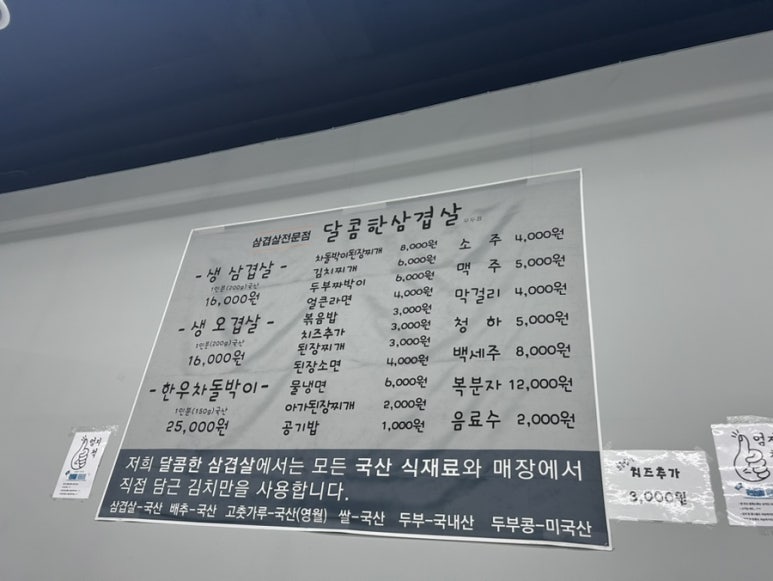 삼겹살전문점 달콤한삼겹살
- 생 삼겹살 -
1인분(200g)국산
16,000원
- 생 오겹살 -
1인분(200g)국산
16,000원
- 한우차돌박이 -
1인분(150g)국산
25,000원
차돌박이된장찌개 8,000원
김치찌개 6,000원
두부짜박이 6,000원
얼큰라면 4,000원
볶음밥 3,000원
치즈추가 3,000원
된장찌개 3,000원
된장소면 4,000원
물냉면 6,000원
아가된장찌개 2,000원
공기밥 1,000원
소 주 4,000원
맥 주 5,000원
막걸리 4,000원
청 하 5,000원
백세주 8,000원
복분자 12,000원
음료수 2,000원
저희 달콤한 삼겹살에서는 모든 국산 식재료와 매장에서
직접 담근 김치만을 사용합니다.
삼겹살-국산 배추-국산 고춧가루-국산(영월) 쌀-국산 두부-국내산 두부콩-미국산
엄지
척
치즈추가
3,000원
엄지